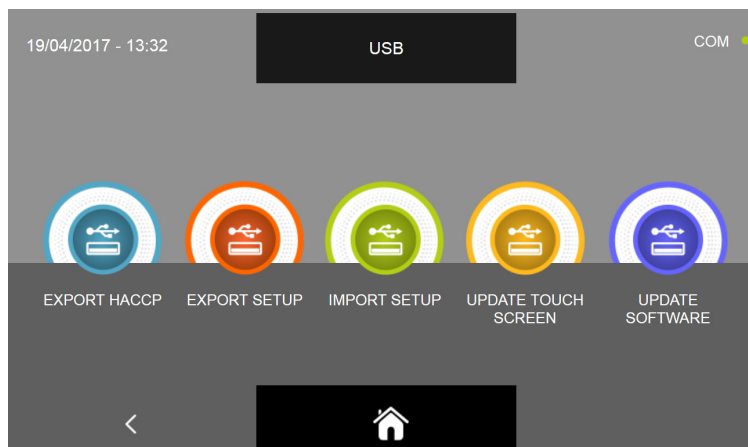 19/04/2017 - 13:32
USB
COM
EXPORT HACCP
EXPORT SETUP
IMPORT SETUP
UPDATE TOUCH
SCREEN
UPDATE
SOFTWARE